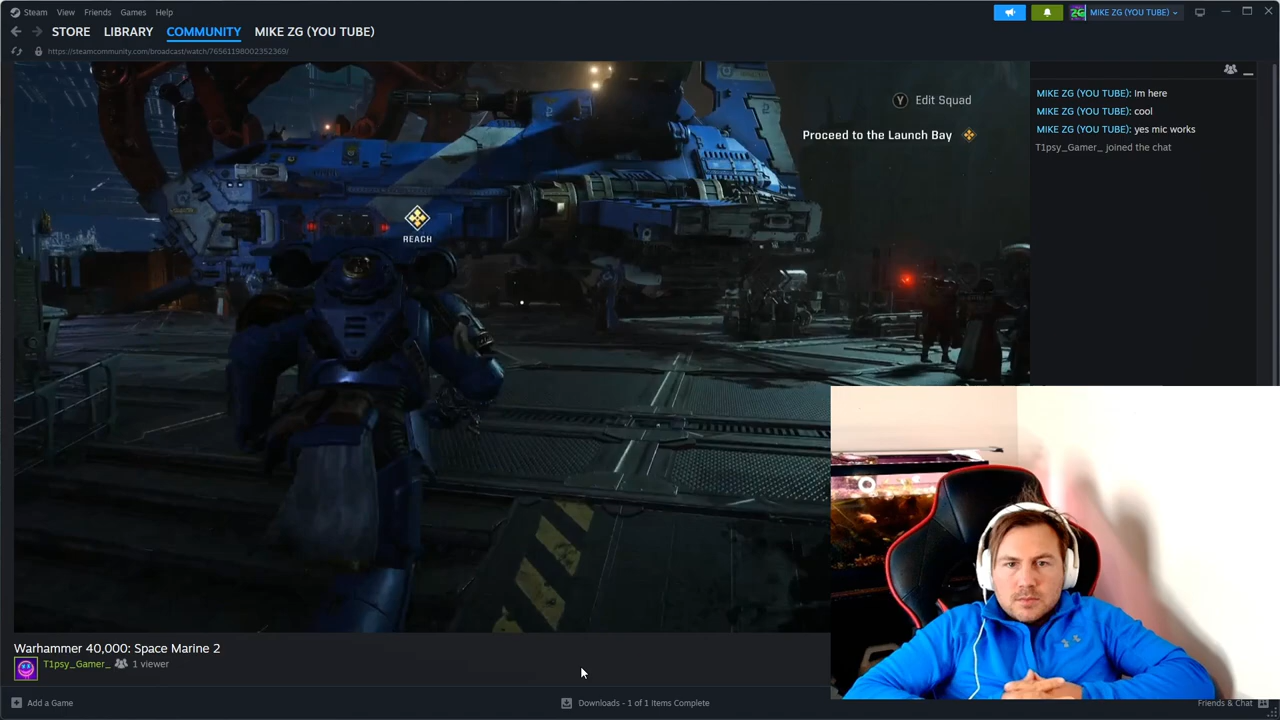 Steam View Friends Games Help
MIKE ZG (YOU TUBE)
STORE LIBRARY COMMUNITY MIKE ZG (YOU TUBE)
https://steamcommunity.com/broadcast/watch/76561198002352369/
Y Edit Squad
Proceed to the Launch Bay
REACH
MIKE ZG (YOU TUBE): Im here
MIKE ZG (YOU TUBE): cool
MIKE ZG (YOU TUBE): yes mic works
T1psy_Gamer_ joined the chat
Warhammer 40,000: Space Marine 2
T1psy_Gamer_ 1 viewer
Add a Game
Downloads - 1 of 1 Items Complete
Friends & Chat